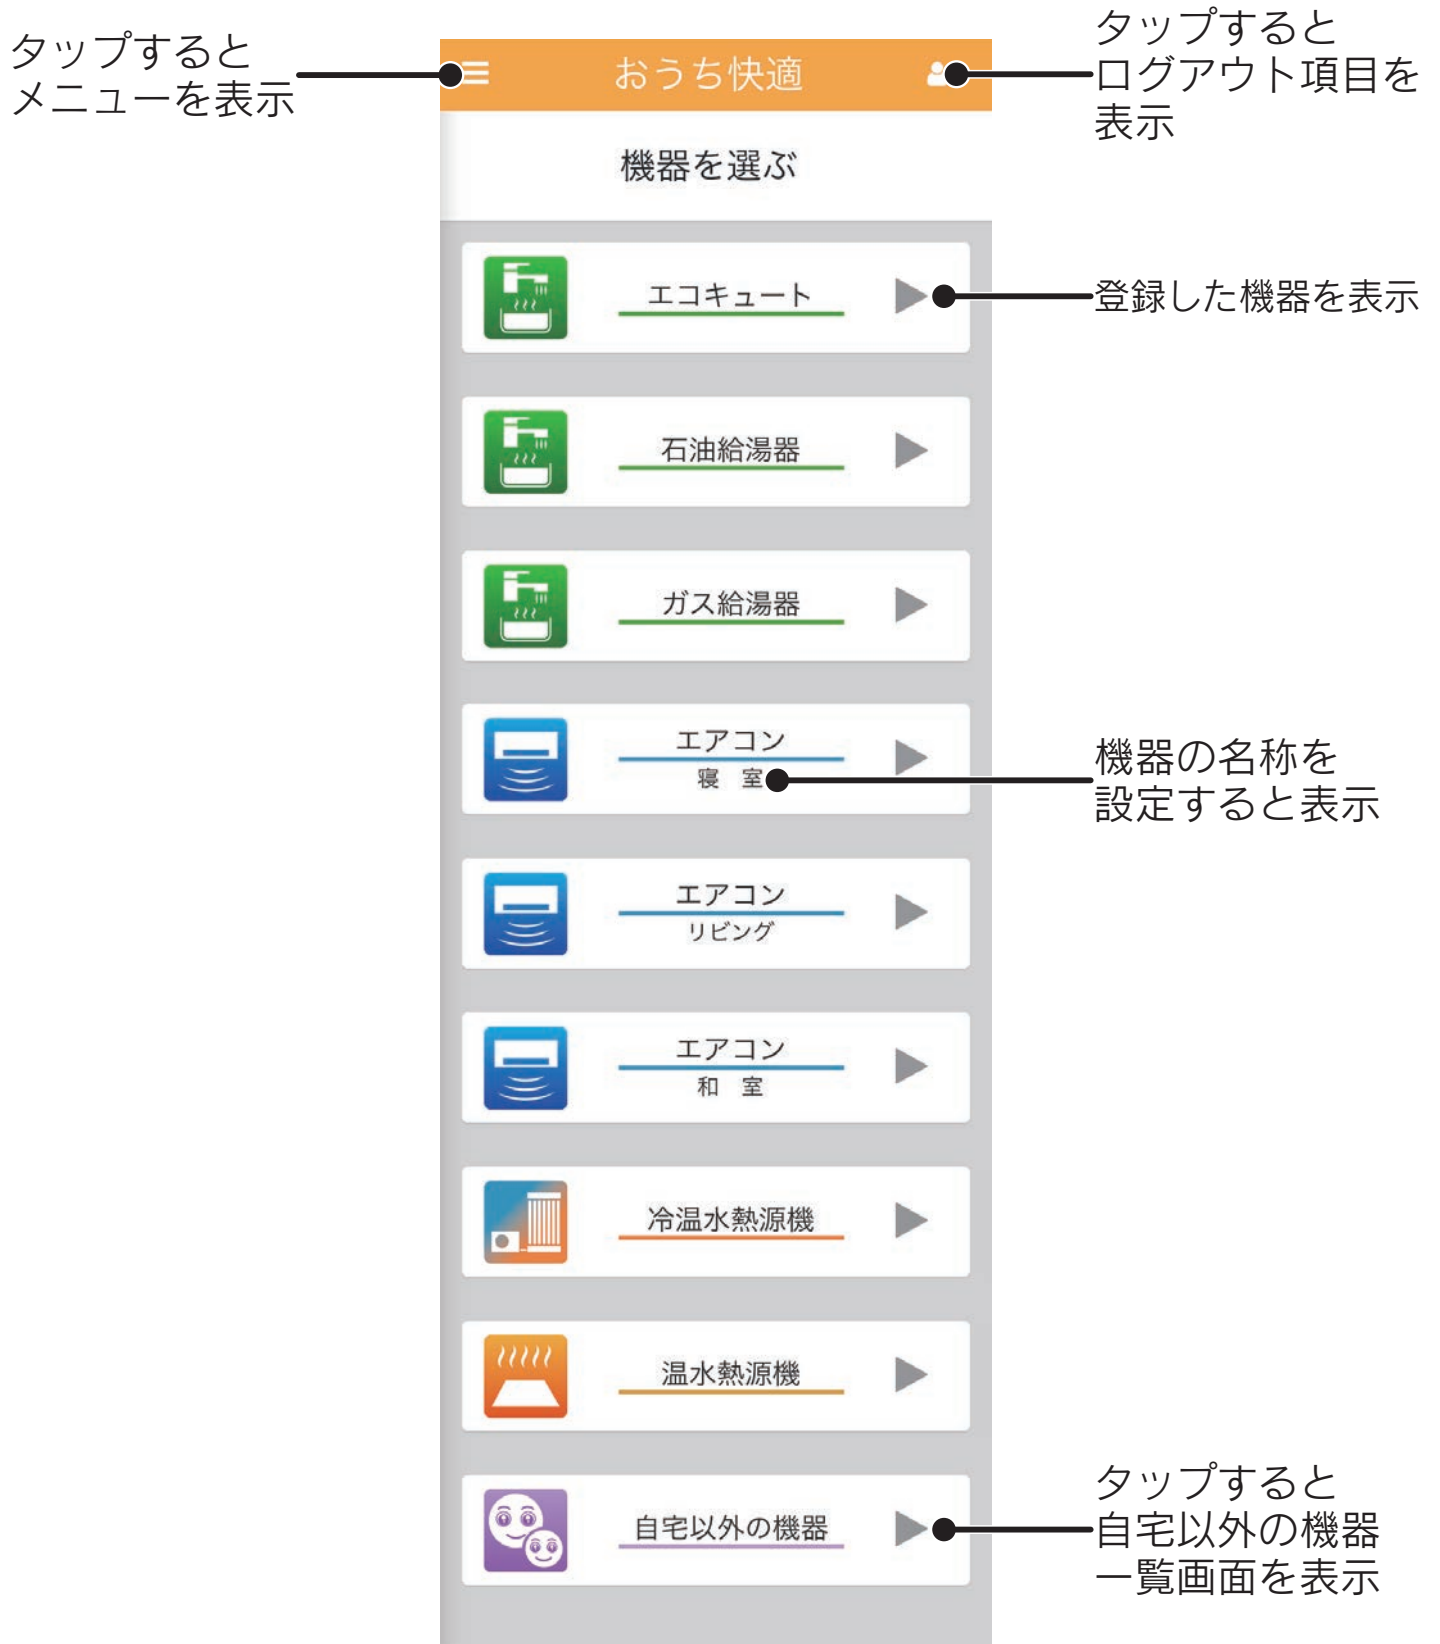 タップすると
メニューを表示
おうち快適
タップすると
ログアウト項目を
表示
機器を選ぶ
エコキュート
登録した機器を表示
石油給湯器
ガス給湯器
エアコン
寝 室
機器の名称を
設定すると表示
エアコン
リビング
エアコン
和 室
冷温水熱源機
温水熱源機
自宅以外の機器
タップすると
自宅以外の機器
一覧画面を表示